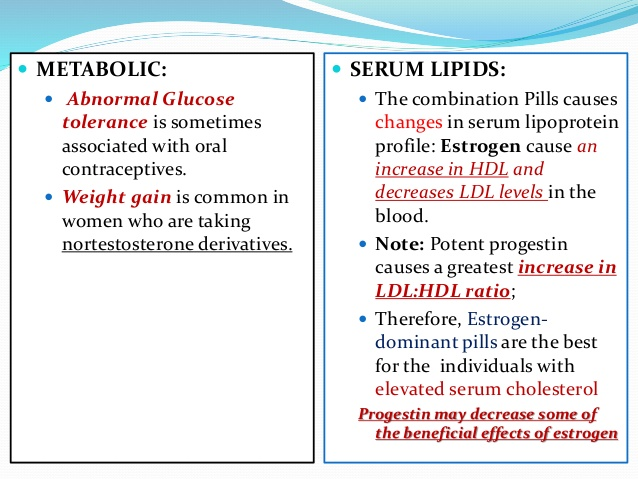 METABOLIC:
Abnormal Glucose
tolerance is sometimes
associated with oral
contraceptives.
Weight gain is common in
women who are taking
nortestosterone derivatives.
SERUM LIPIDS:
The combination Pills causes
changes in serum lipoprotein
profile: Estrogen cause an
increase in HDL and
decreases LDL levels in the
blood.
Note: Potent progestin
causes a greatest increase in
LDL:HDL ratio;
Therefore, Estrogen-
dominant pills are the best
for the individuals with
elevated serum cholesterol
Progestin may decrease some of
the beneficial effects of estrogen